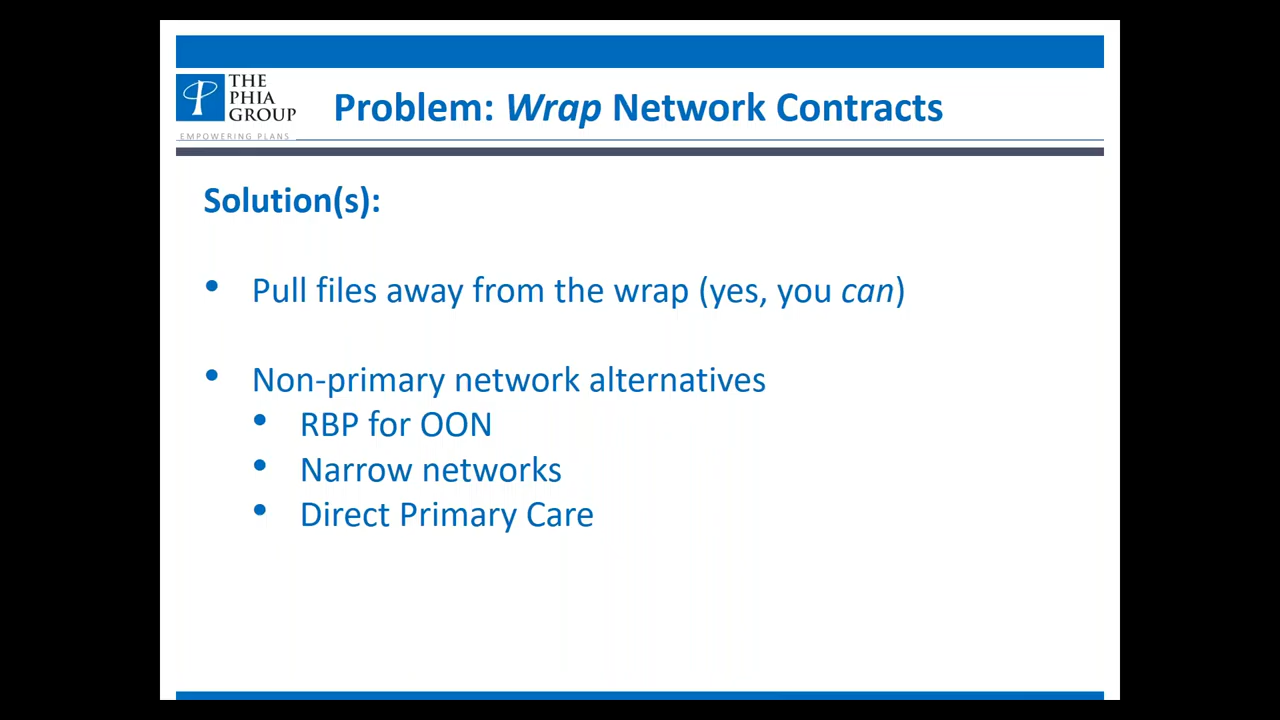 THE
PHIA
GROUP
EMPOWERING PLANS
Problem: Wrap Network Contracts
Solution(s):
• Pull files away from the wrap (yes, you can)
• Non-primary network alternatives
• RBP for OON
• Narrow networks
• Direct Primary Care